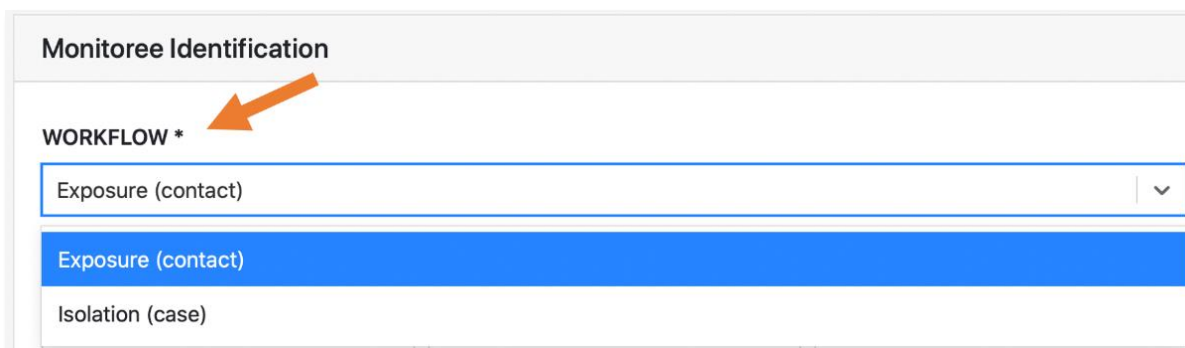 Monitoree Identification
WORKFLOW *
Exposure (contact)
Exposure (contact)
Isolation (case)